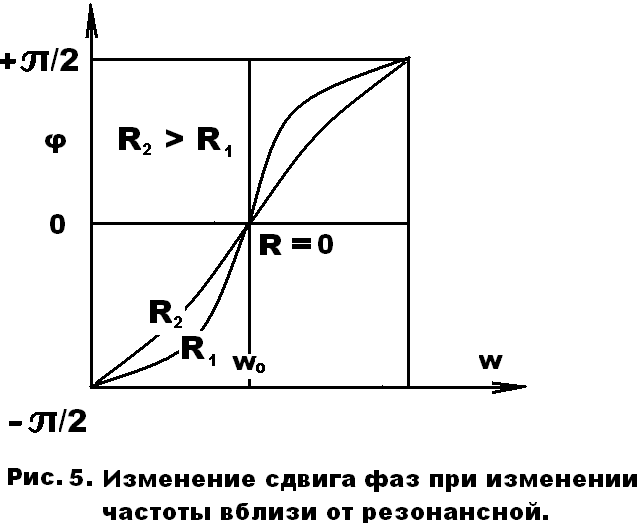 +π/2
φ
R₂ > R₁
0
R = 0
R₂
R₁
w₀
w
−π/2
Рис. 5. Изменение сдвига фаз при изменении
частоты вблизи от резонансной.